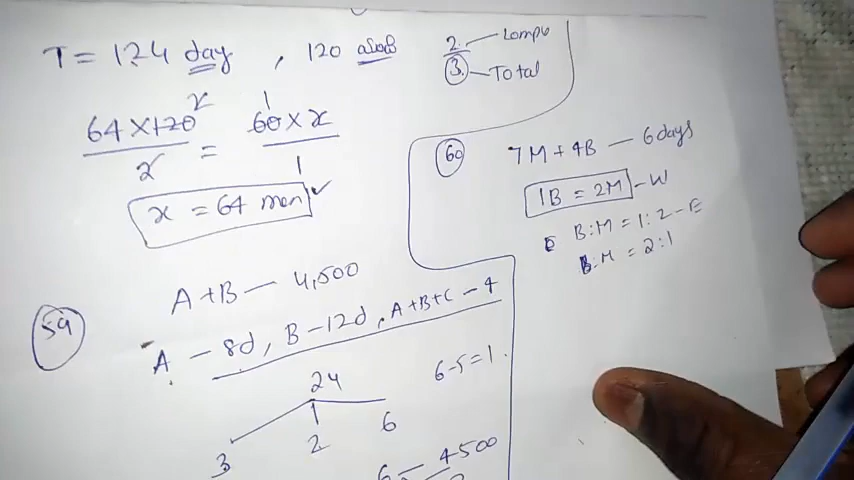 T = 124 day , 120
2 — Lompu
3 — Total
64 × 120 / 2 = 60 × x / 1
x = 64 men
60
7M + 4B — 6 days
1B = 2M — W
B:M = 1:2 — E
B:M = 2:1
59
A+B — 4,500
A — 8d, B — 12d, A+B+C — 4
24
6-5=1.
3 2 6
6 — 4500